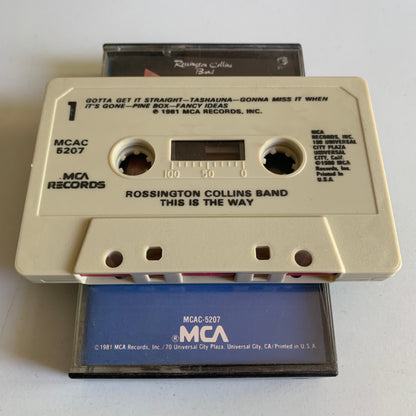 Rossington Collins
Band
1
GOTTA GET IT STRAIGHT—TASHAUNA—GONNA MISS IT WHEN
IT'S GONE—PINE BOX—FANCY IDEAS
℗ 1981 MCA RECORDS, INC.
MCAC
5207
MCA
RECORDS
MCA
RECORDS, INC.
100 UNIVERSAL
CITY PLAZA
UNIVERSAL
CITY, Calif.
©1980 MCA
Records, Inc.
Printed in
U.S.A.
100 50 0
ROSSINGTON COLLINS BAND
THIS IS THE WAY
MCAC-5207
®MCA
©1981 MCA Records, Inc./70 Universal City Plaza, Universal City, CA/Printed in U.S.A.